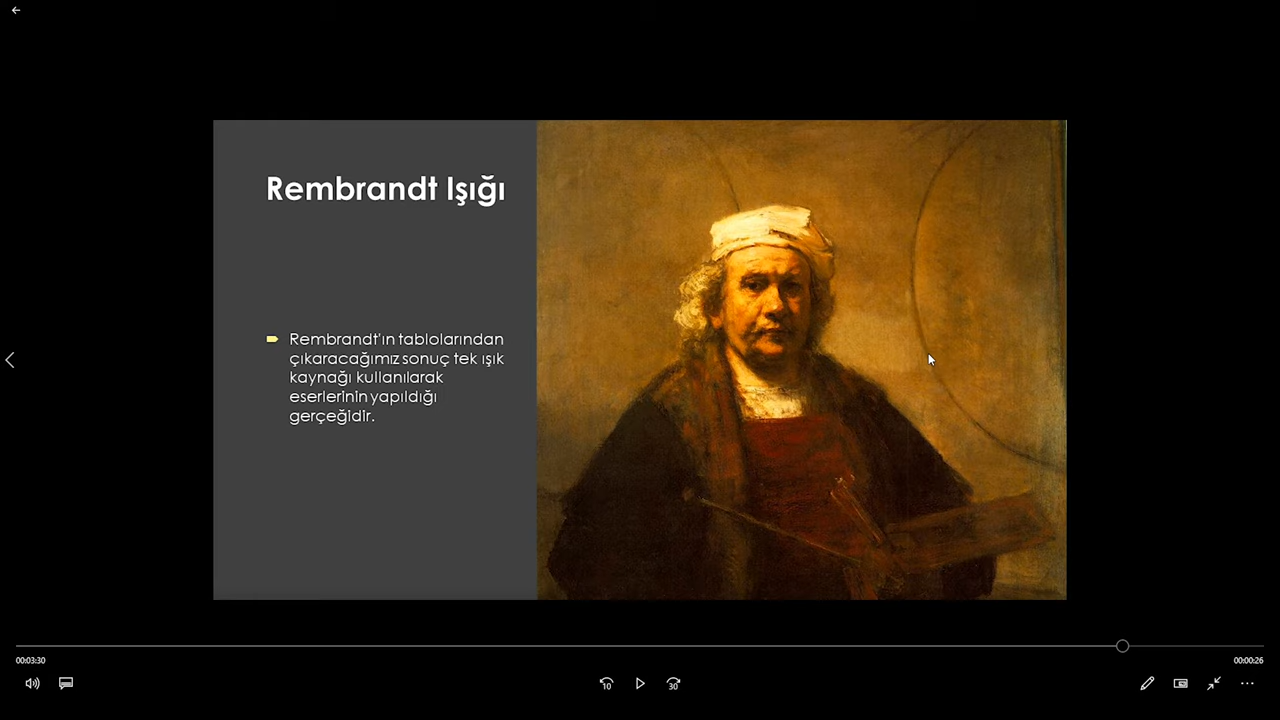 Rembrandt Işığı
Rembrandt'ın tablolarından
çıkaracağımız sonuç tek ışık
kaynağı kullanılarak
eserlerinin yapıldığı
gerçeğidir.
00:03:30
00:00:26
10
30